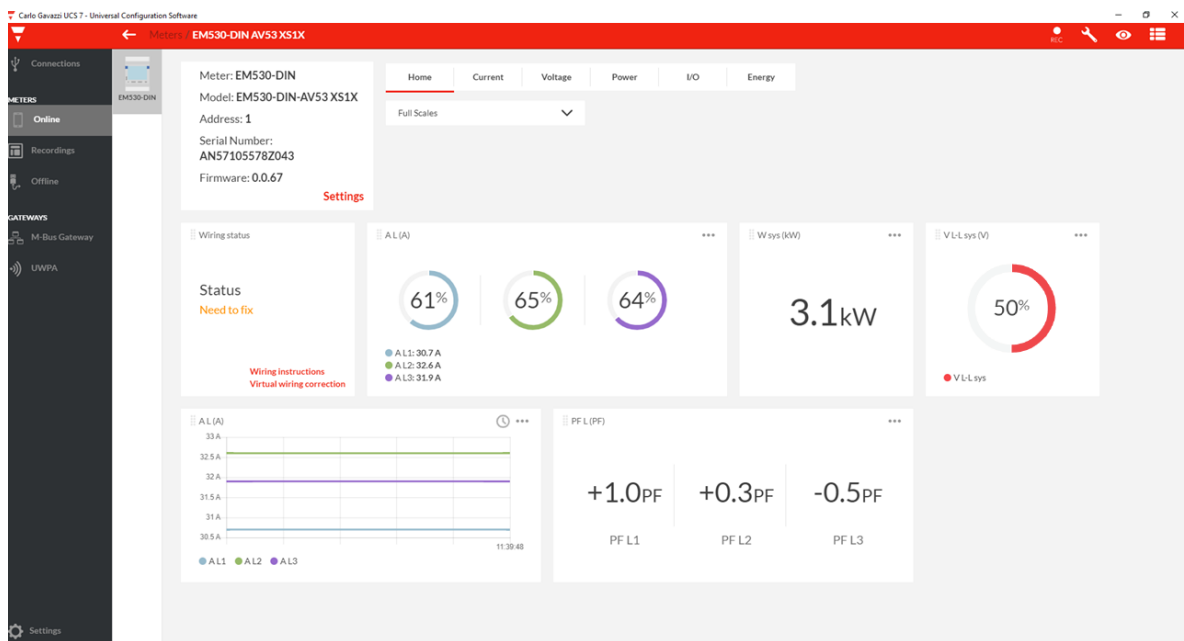 Carlo Gavazzi UCS 7 - Universal Configuration Software
Meters / EM530-DIN AV53 XS1X
REC
Connections
METERS
Online
Recordings
Offline
GATEWAYS
M-Bus Gateway
UWPA
Settings
EM530-DIN
Meter: EM530-DIN
Model: EM530-DIN-AV53 XS1X
Address: 1
Serial Number:
AN57105578Z043
Firmware: 0.0.67
Settings
Home Current Voltage Power I/O Energy
Full Scales
Wiring status
Status
Need to fix
Wiring instructions
Virtual wiring correction
A L (A)
61% 65% 64%
A L1: 30.7 A
A L2: 32.6 A
A L3: 31.9 A
W sys (kW)
3.1kW
V L-L sys (V)
50%
V L-L sys
A L (A)
33 A
32.5 A
32 A
31.5 A
31 A
30.5 A
11:39:48
A L1 A L2 A L3
PF L (PF)
+1.0PF +0.3PF -0.5PF
PF L1 PF L2 PF L3